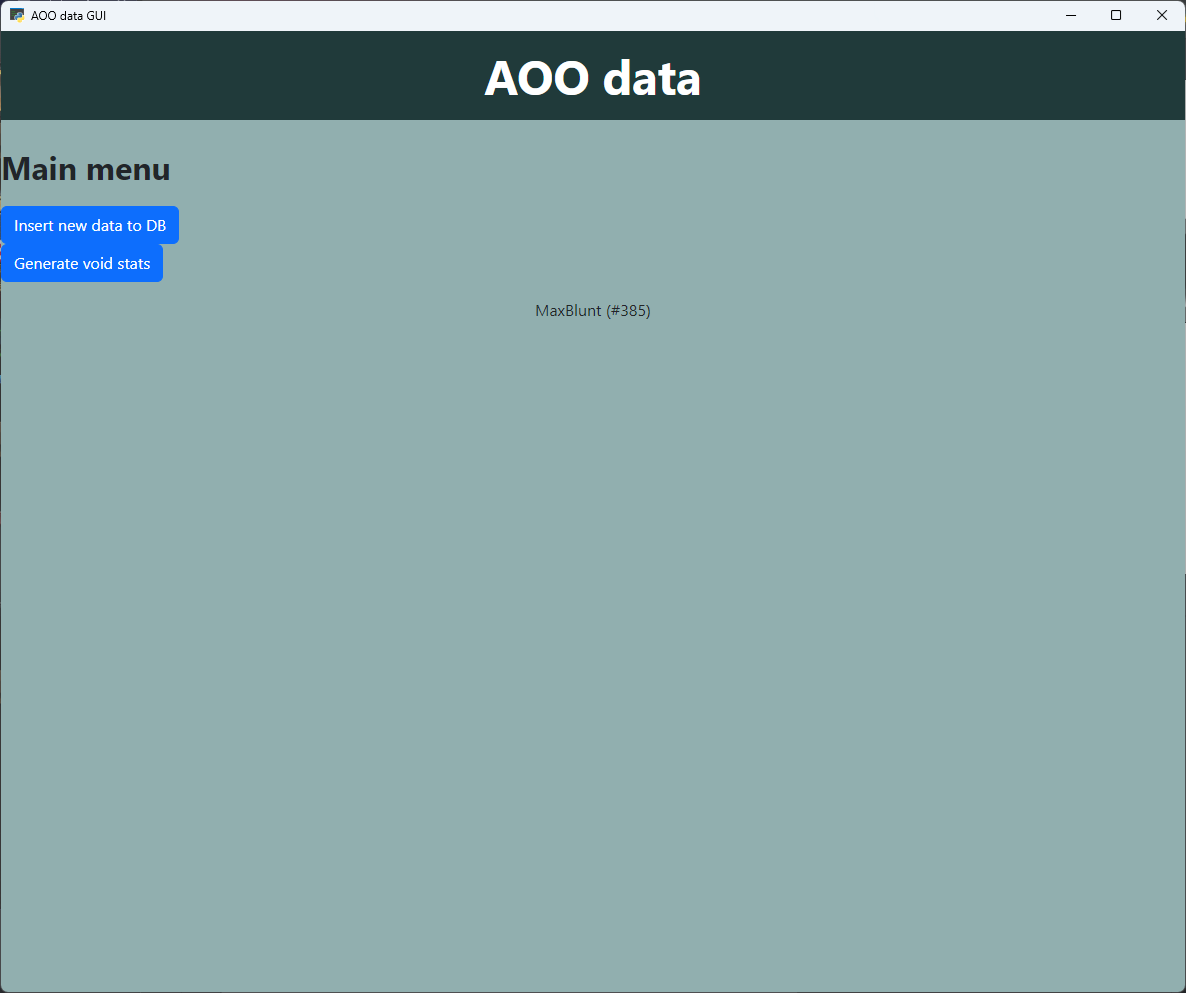 AOO data GUI
AOO data
Main menu
Insert new data to DB
Generate void stats
MaxBlunt (#385)